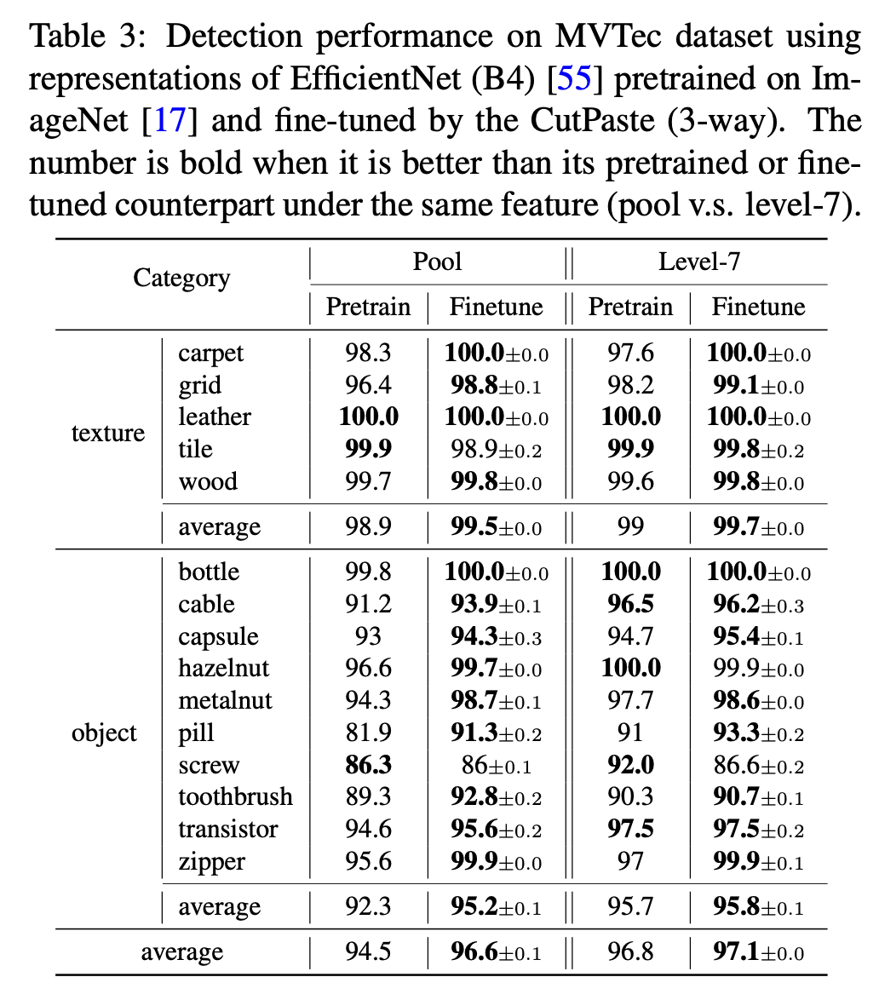 Table 3: Detection performance on MVTec dataset using
representations of EfficientNet (B4) [55] pretrained on Im-
ageNet [17] and fine-tuned by the CutPaste (3-way). The
number is bold when it is better than its pretrained or fine-
tuned counterpart under the same feature (pool v.s. level-7).
Category Pool Level-7
Pretrain Finetune Pretrain Finetune
texture
carpet 98.3 100.0±0.0 97.6 100.0±0.0
grid 96.4 98.8±0.1 98.2 99.1±0.0
leather 100.0 100.0±0.0 100.0 100.0±0.0
tile 99.9 98.9±0.2 99.9 99.8±0.2
wood 99.7 99.8±0.0 99.6 99.8±0.0
average 98.9 99.5±0.0 99 99.7±0.0
object
bottle 99.8 100.0±0.0 100.0 100.0±0.0
cable 91.2 93.9±0.1 96.5 96.2±0.3
capsule 93 94.3±0.3 94.7 95.4±0.1
hazelnut 96.6 99.7±0.0 100.0 99.9±0.0
metalnut 94.3 98.7±0.1 97.7 98.6±0.0
pill 81.9 91.3±0.2 91 93.3±0.2
screw 86.3 86±0.1 92.0 86.6±0.2
toothbrush 89.3 92.8±0.2 90.3 90.7±0.1
transistor 94.6 95.6±0.2 97.5 97.5±0.2
zipper 95.6 99.9±0.0 97 99.9±0.1
average 92.3 95.2±0.1 95.7 95.8±0.1
average 94.5 96.6±0.1 96.8 97.1±0.0